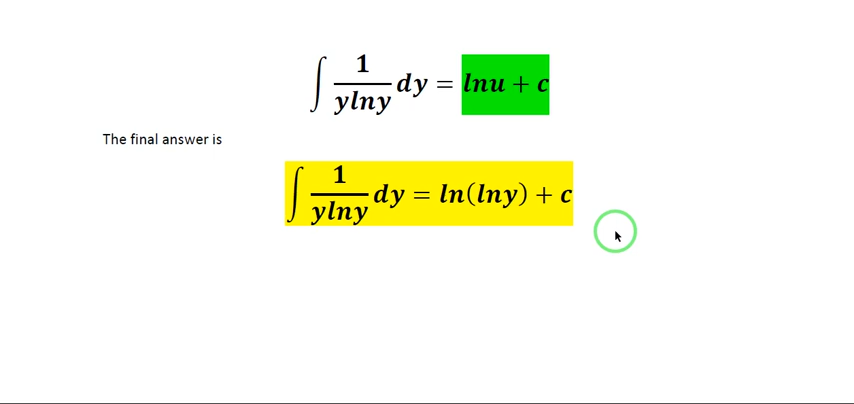 ∫ 1/ylny dy = lnu + c
The final answer is
∫ 1/ylny dy = ln(lny) + c